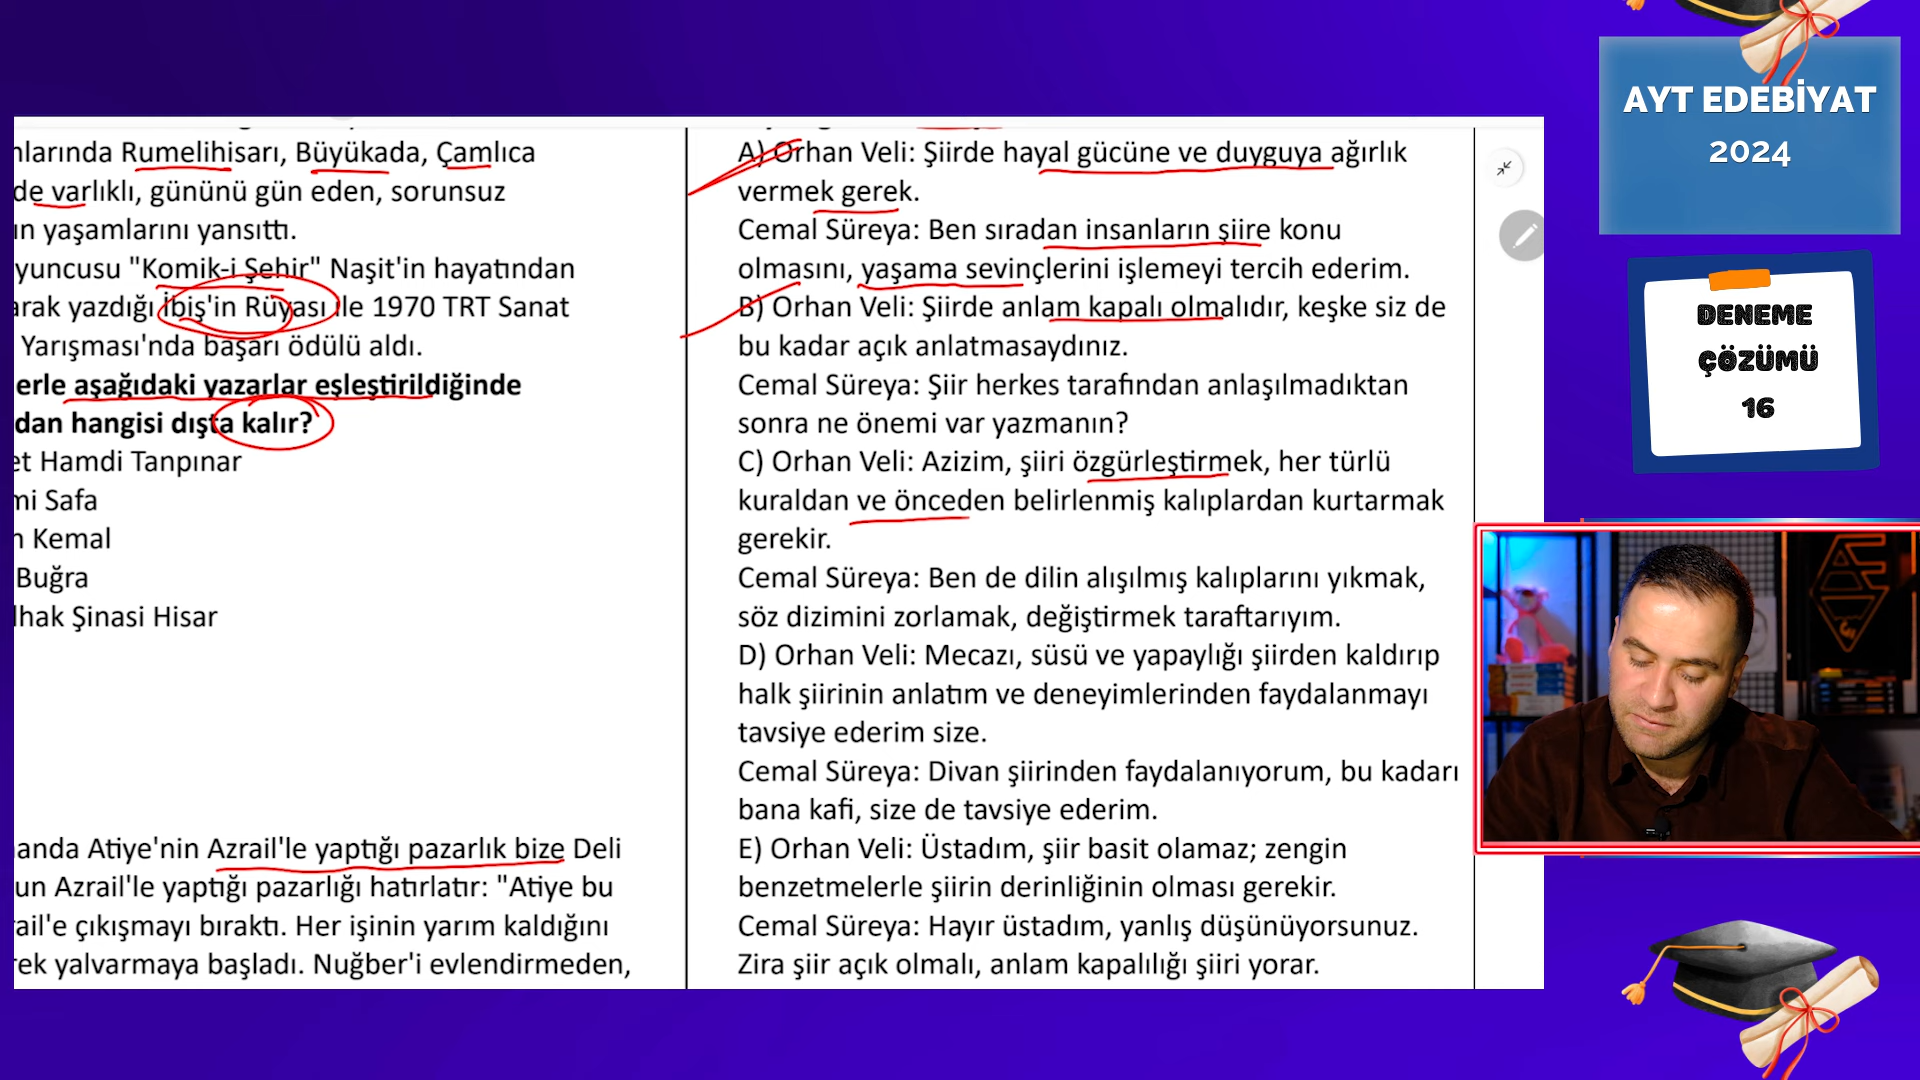 nlarında Rumelihisarı, Büyükada, Çamlıca
de varlıklı, gününü gün eden, sorunsuz
ın yaşamlarını yansıttı.
yuncusu "Komik-i Şehir" Naşit'in hayatından
arak yazdığı İbiş'in Rüyası ile 1970 TRT Sanat
Yarışması'nda başarı ödülü aldı.
erle aşağıdaki yazarlar eşleştirildiğinde
dan hangisi dışta kalır?
et Hamdi Tanpınar
mi Safa
n Kemal
Buğra
lhak Şinasi Hisar
anda Atiye'nin Azrail'le yaptığı pazarlık bize Deli
un Azrail'le yaptığı pazarlığı hatırlatır: "Atiye bu
rail'e çıkışmayı bıraktı. Her işinin yarım kaldığını
rek yalvarmaya başladı. Nuğber'i evlendirmeden,
A) Orhan Veli: Şiirde hayal gücüne ve duyguya ağırlık
vermek gerek.
Cemal Süreya: Ben sıradan insanların şiire konu
olmasını, yaşama sevinçlerini işlemeyi tercih ederim.
B) Orhan Veli: Şiirde anlam kapalı olmalıdır, keşke siz de
bu kadar açık anlatmasaydınız.
Cemal Süreya: Şiir herkes tarafından anlaşılmadıktan
sonra ne önemi var yazmanın?
C) Orhan Veli: Azizim, şiiri özgürleştirmek, her türlü
kuraldan ve önceden belirlenmiş kalıplardan kurtarmak
gerekir.
Cemal Süreya: Ben de dilin alışılmış kalıplarını yıkmak,
söz dizimini zorlamak, değiştirmek taraftarıyım.
D) Orhan Veli: Mecazı, süsü ve yapaylığı şiirden kaldırıp
halk şiirinin anlatım ve deneyimlerinden faydalanmayı
tavsiye ederim size.
Cemal Süreya: Divan şiirinden faydalanıyorum, bu kadarı
bana kafi, size de tavsiye ederim.
E) Orhan Veli: Üstadım, şiir basit olamaz; zengin
benzetmelerle şiirin derinliğinin olması gerekir.
Cemal Süreya: Hayır üstadım, yanlış düşünüyorsunuz.
Zira şiir açık olmalı, anlam kapalılığı şiiri yorar.
AYT EDEBİYAT
2024
DENEME
ÇÖZÜMÜ
16